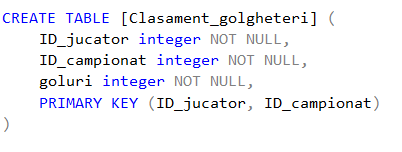 CREATE TABLE [Clasament_golgheteri] (
    ID_jucator integer NOT NULL,
    ID_campionat integer NOT NULL,
    goluri integer NOT NULL,
    PRIMARY KEY (ID_jucator, ID_campionat)
)